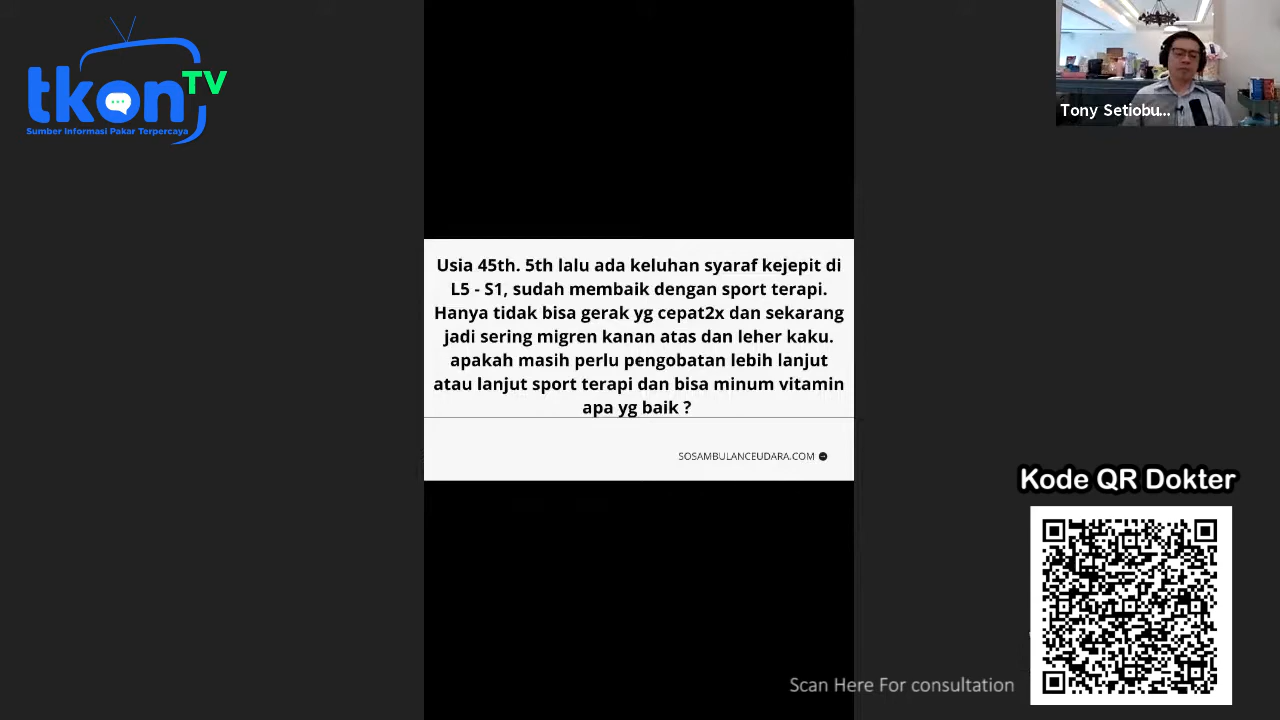 tkon TV
Sumber Informasi Pakar Terpercaya
Tony Setiobu...
Usia 45th. 5th lalu ada keluhan syaraf kejepit di
L5 - S1, sudah membaik dengan sport terapi.
Hanya tidak bisa gerak yg cepat2x dan sekarang
jadi sering migren kanan atas dan leher kaku.
apakah masih perlu pengobatan lebih lanjut
atau lanjut sport terapi dan bisa minum vitamin
apa yg baik ?
SOSAMBULANCEUDARA.COM
Kode QR Dokter
Scan Here For consultation